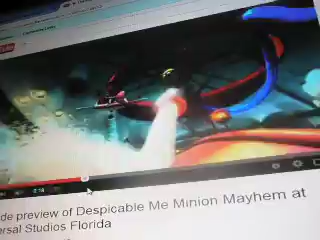 de preview of Despicable Me Minion Mayhem at
ersal Studios Florida